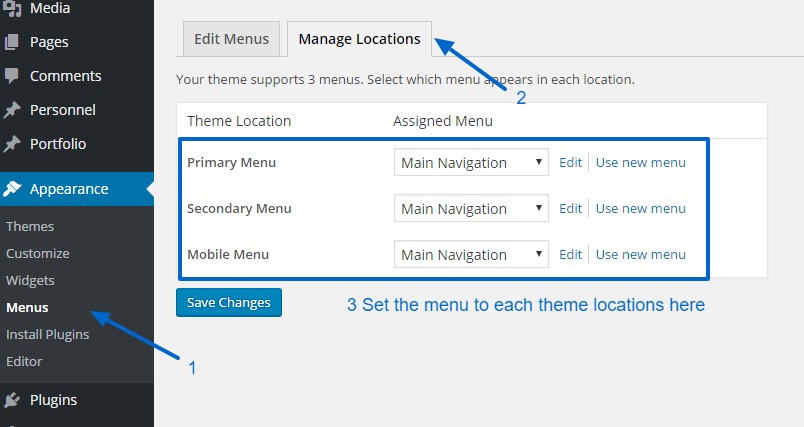 Media
Pages
Comments
Personnel
Portfolio
Appearance
Themes
Customize
Widgets
Menus
Install Plugins
Editor
Plugins
1
Edit Menus Manage Locations
Your theme supports 3 menus. Select which menu appears in each location.
2
Theme Location Assigned Menu
Primary Menu Main Navigation Edit Use new menu
Secondary Menu Main Navigation Edit Use new menu
Mobile Menu Main Navigation Edit Use new menu
Save Changes 3 Set the menu to each theme locations here